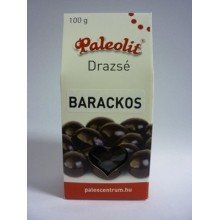 100 g
Paleolit
Drazsé
BARACKOS
paleocentrum.hu